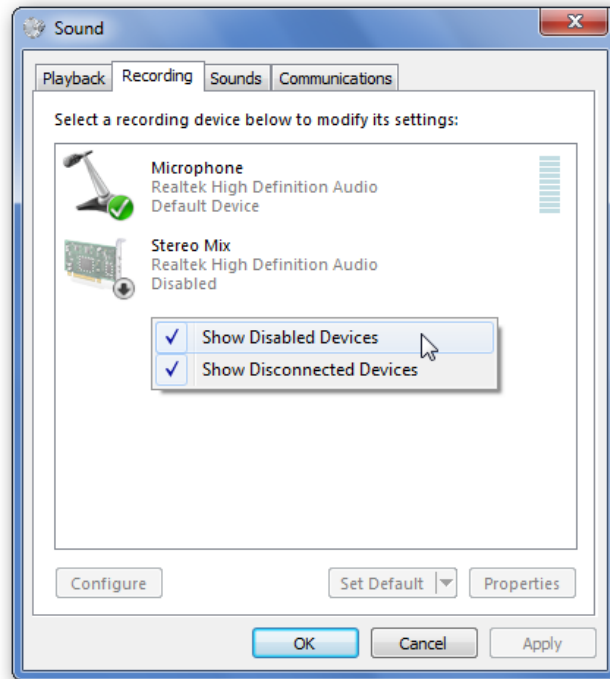 Sound
Playback Recording Sounds Communications
Select a recording device below to modify its settings:
Microphone
Realtek High Definition Audio
Default Device
Stereo Mix
Realtek High Definition Audio
Disabled
Show Disabled Devices
Show Disconnected Devices
Configure Set Default Properties
OK Cancel Apply